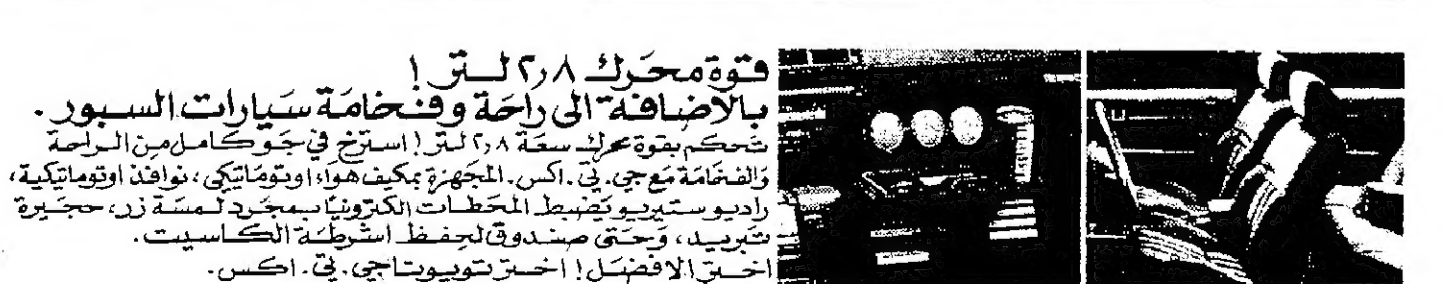 قوة محرك ٢٫٨ لتر !
بالاضافة الى راحة وفخامة سيارات السبور .
تحكم بقوة محرك سعة ٢٫٨ لتر ! استرخ في جو كامل من الراحة
والفخامة مع جي . تي . اكس . المجهزة بمكيف هواء اوتوماتيكي ، نوافذ اوتوماتيكية ،
راديو ستيريو تضبط المحطات الكترونيا بمجرد لمسة زر ، حجيرة
تبريد ، وحتى صندوق لحفظ اشرطة الكاسيت .
اختر الافضل ! اختر تويوتا جي . تي . اكس .